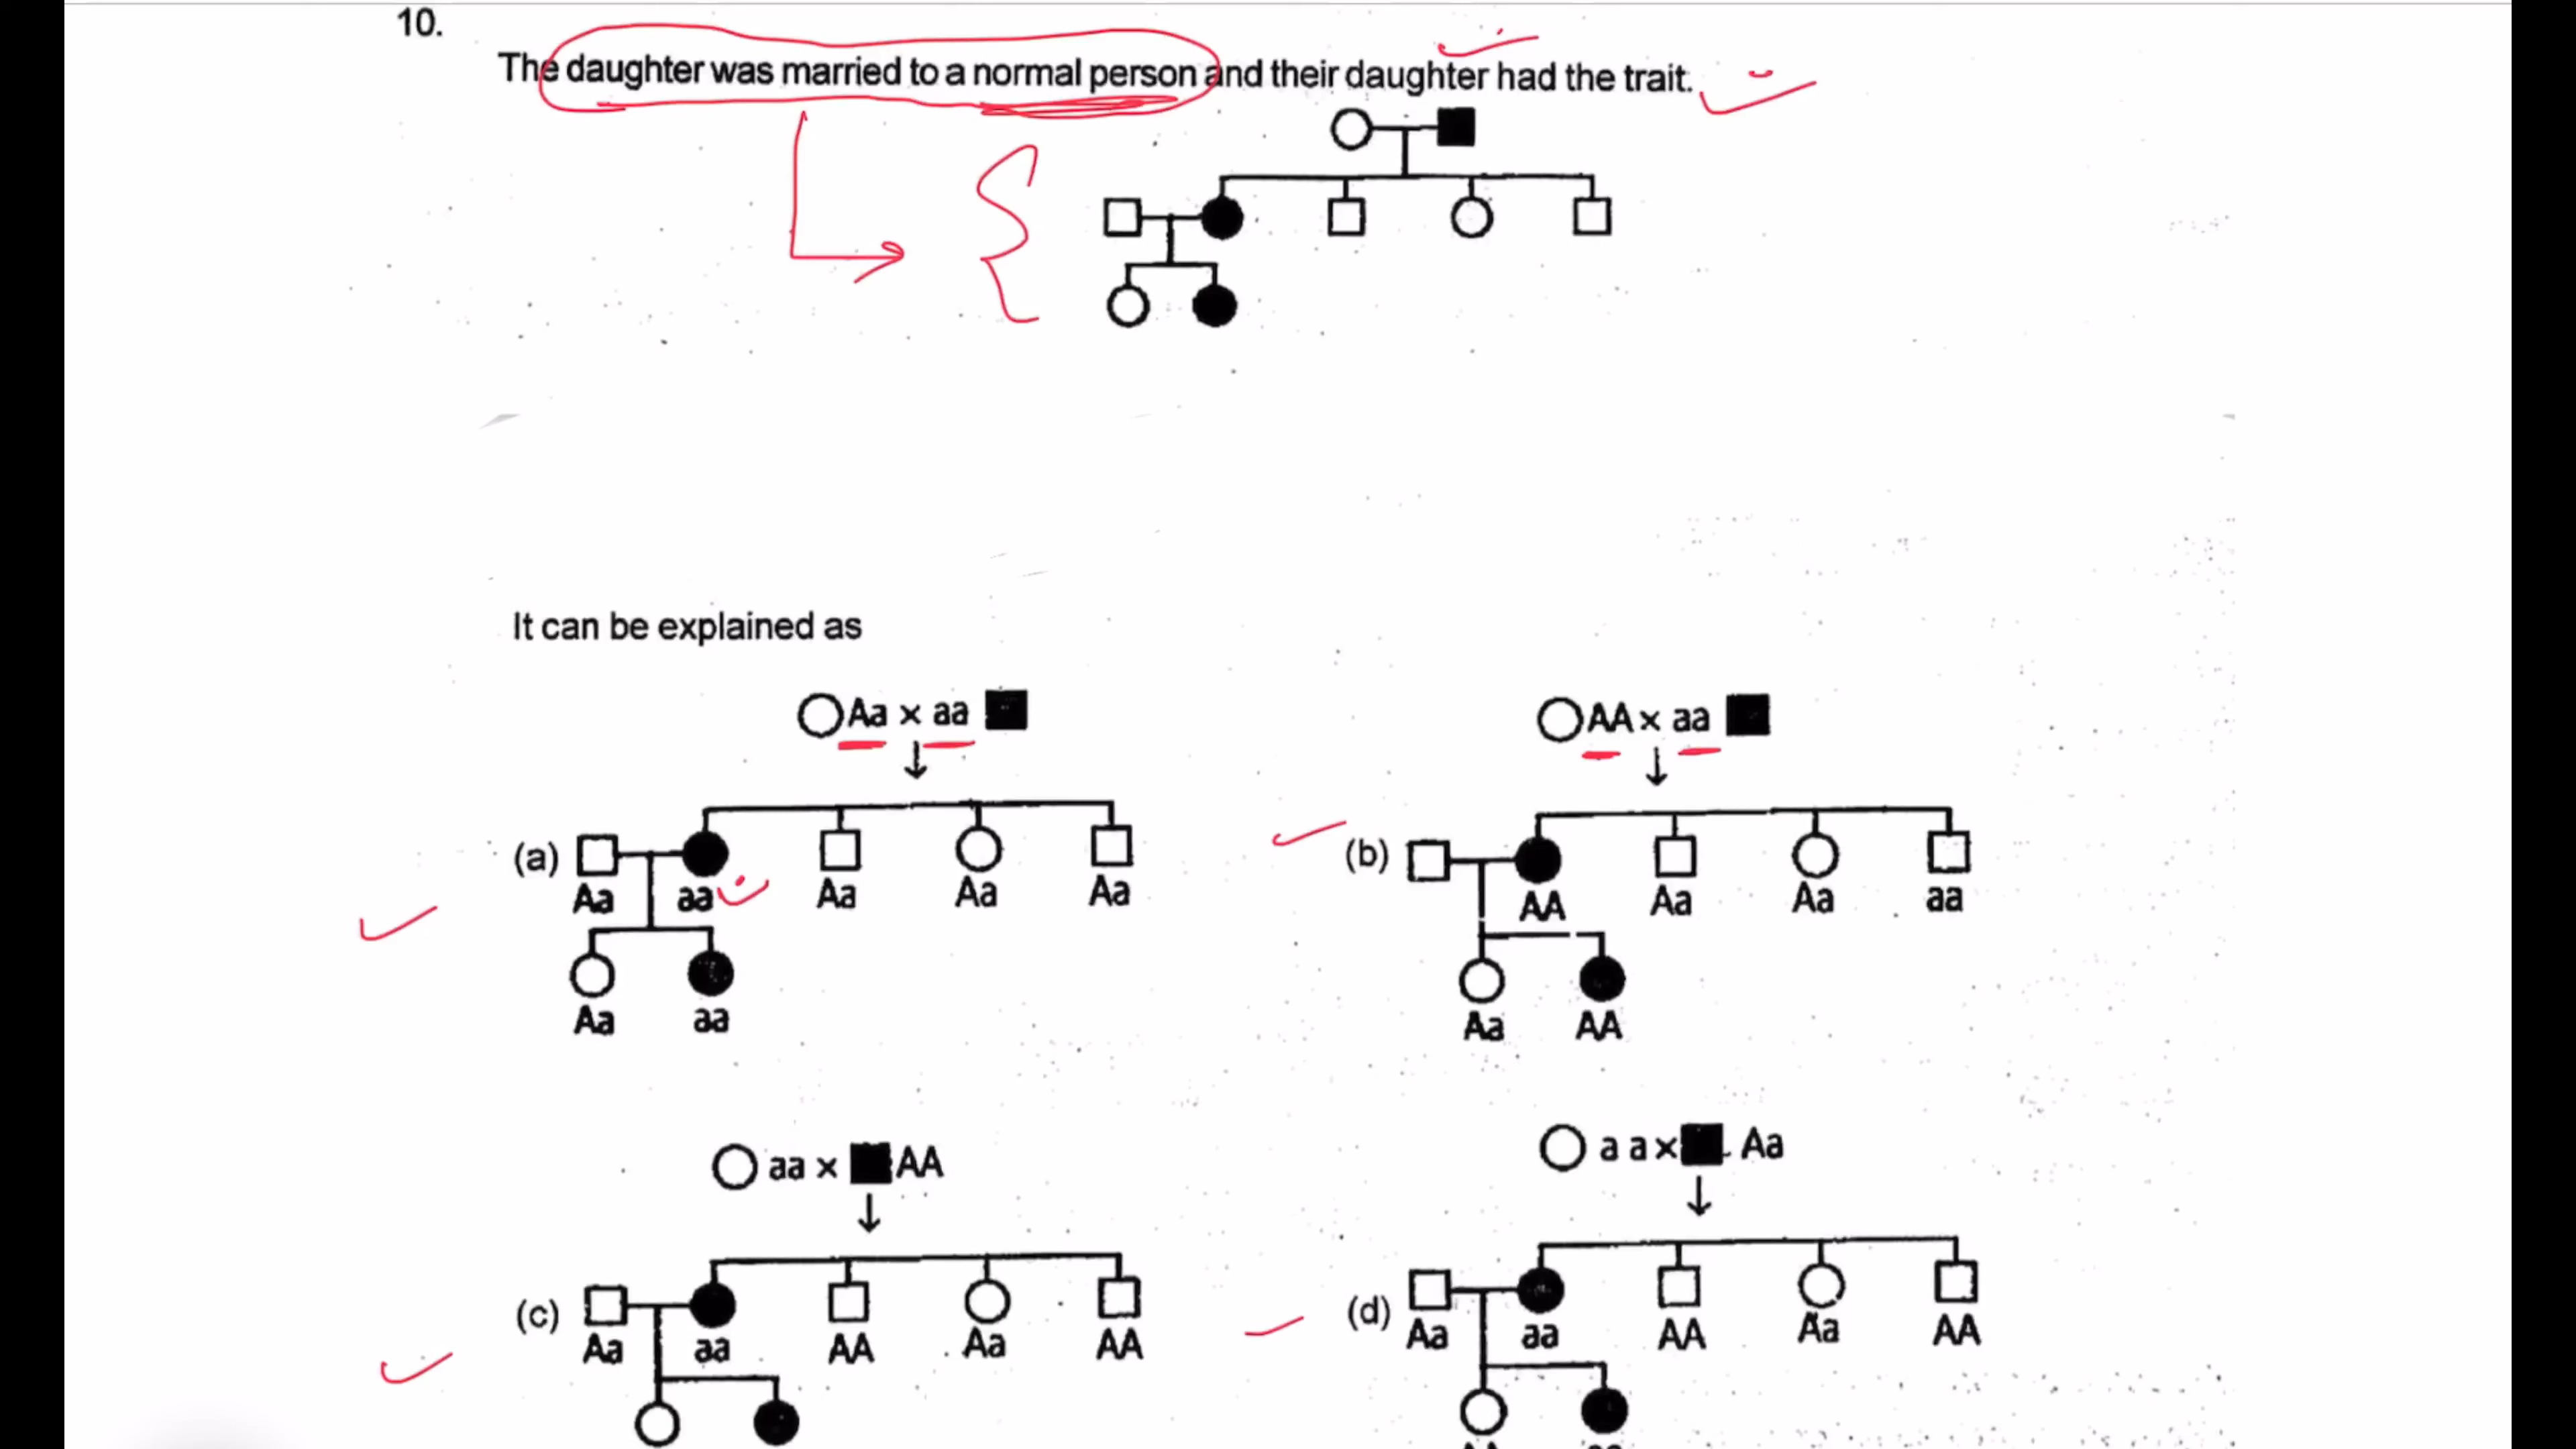 10.
The daughter was married to a normal person and their daughter had the trait.
It can be explained as
Aa × aa
(a)
Aa aa Aa Aa Aa
Aa aa
AA × aa
(b)
AA Aa Aa aa
Aa AA
aa × AA
(c)
Aa aa AA Aa AA
a a × Aa
(d)
Aa aa AA Aa AA